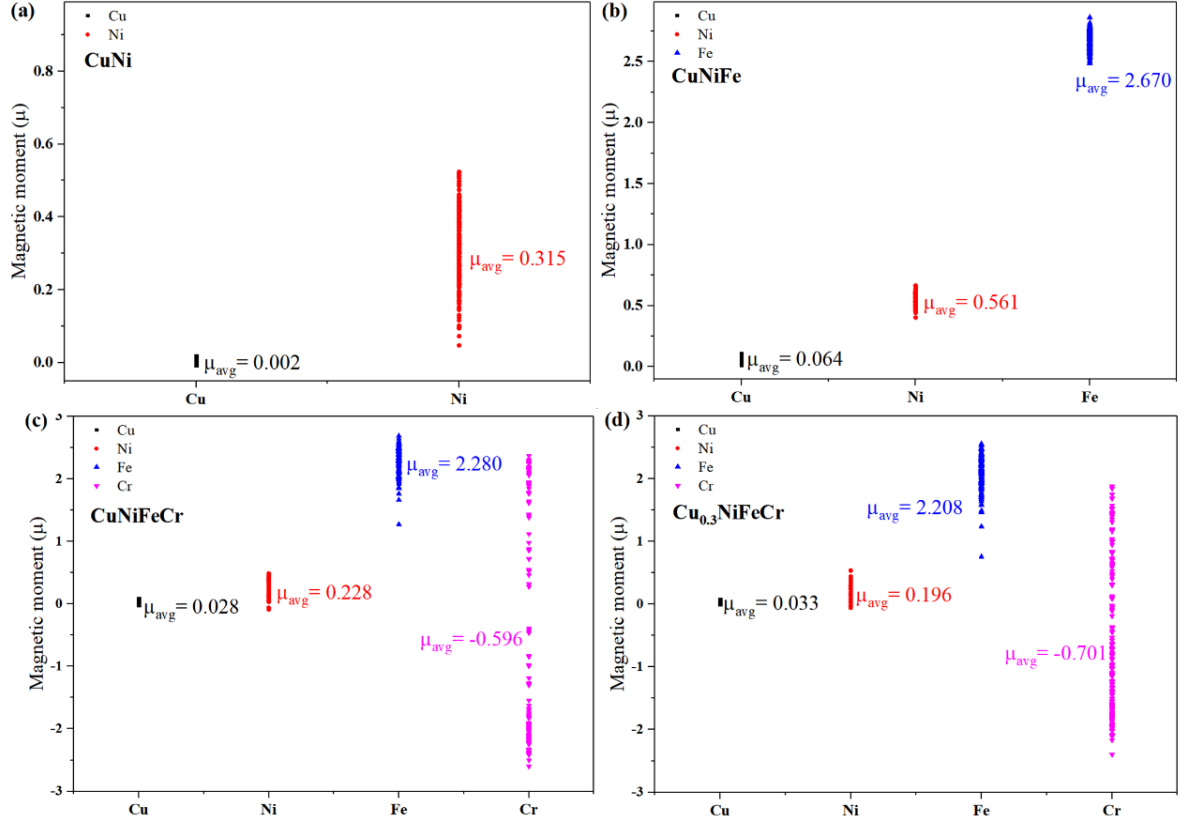 (a)
Cu
Ni
CuNi
Magnetic moment (μ)
0.8
0.6
0.4
0.2
0.0
μavg= 0.002
μavg= 0.315
Cu
Ni
(b)
Cu
Ni
Fe
CuNiFe
Magnetic moment (μ)
2.5
2.0
1.5
1.0
0.5
0.0
μavg= 2.670
μavg= 0.561
μavg= 0.064
Cu
Ni
Fe
(c)
Cu
Ni
Fe
Cr
CuNiFeCr
Magnetic moment (μ)
3
2
1
0
-1
-2
-3
μavg= 2.280
μavg= 0.028
μavg= 0.228
μavg= -0.596
Cu
Ni
Fe
Cr
(d)
Cu
Ni
Fe
Cr
Cu0.3NiFeCr
Magnetic moment (μ)
3
2
1
0
-1
-2
-3
μavg= 2.208
μavg= 0.033
μavg= 0.196
μavg= -0.701
Cu
Ni
Fe
Cr